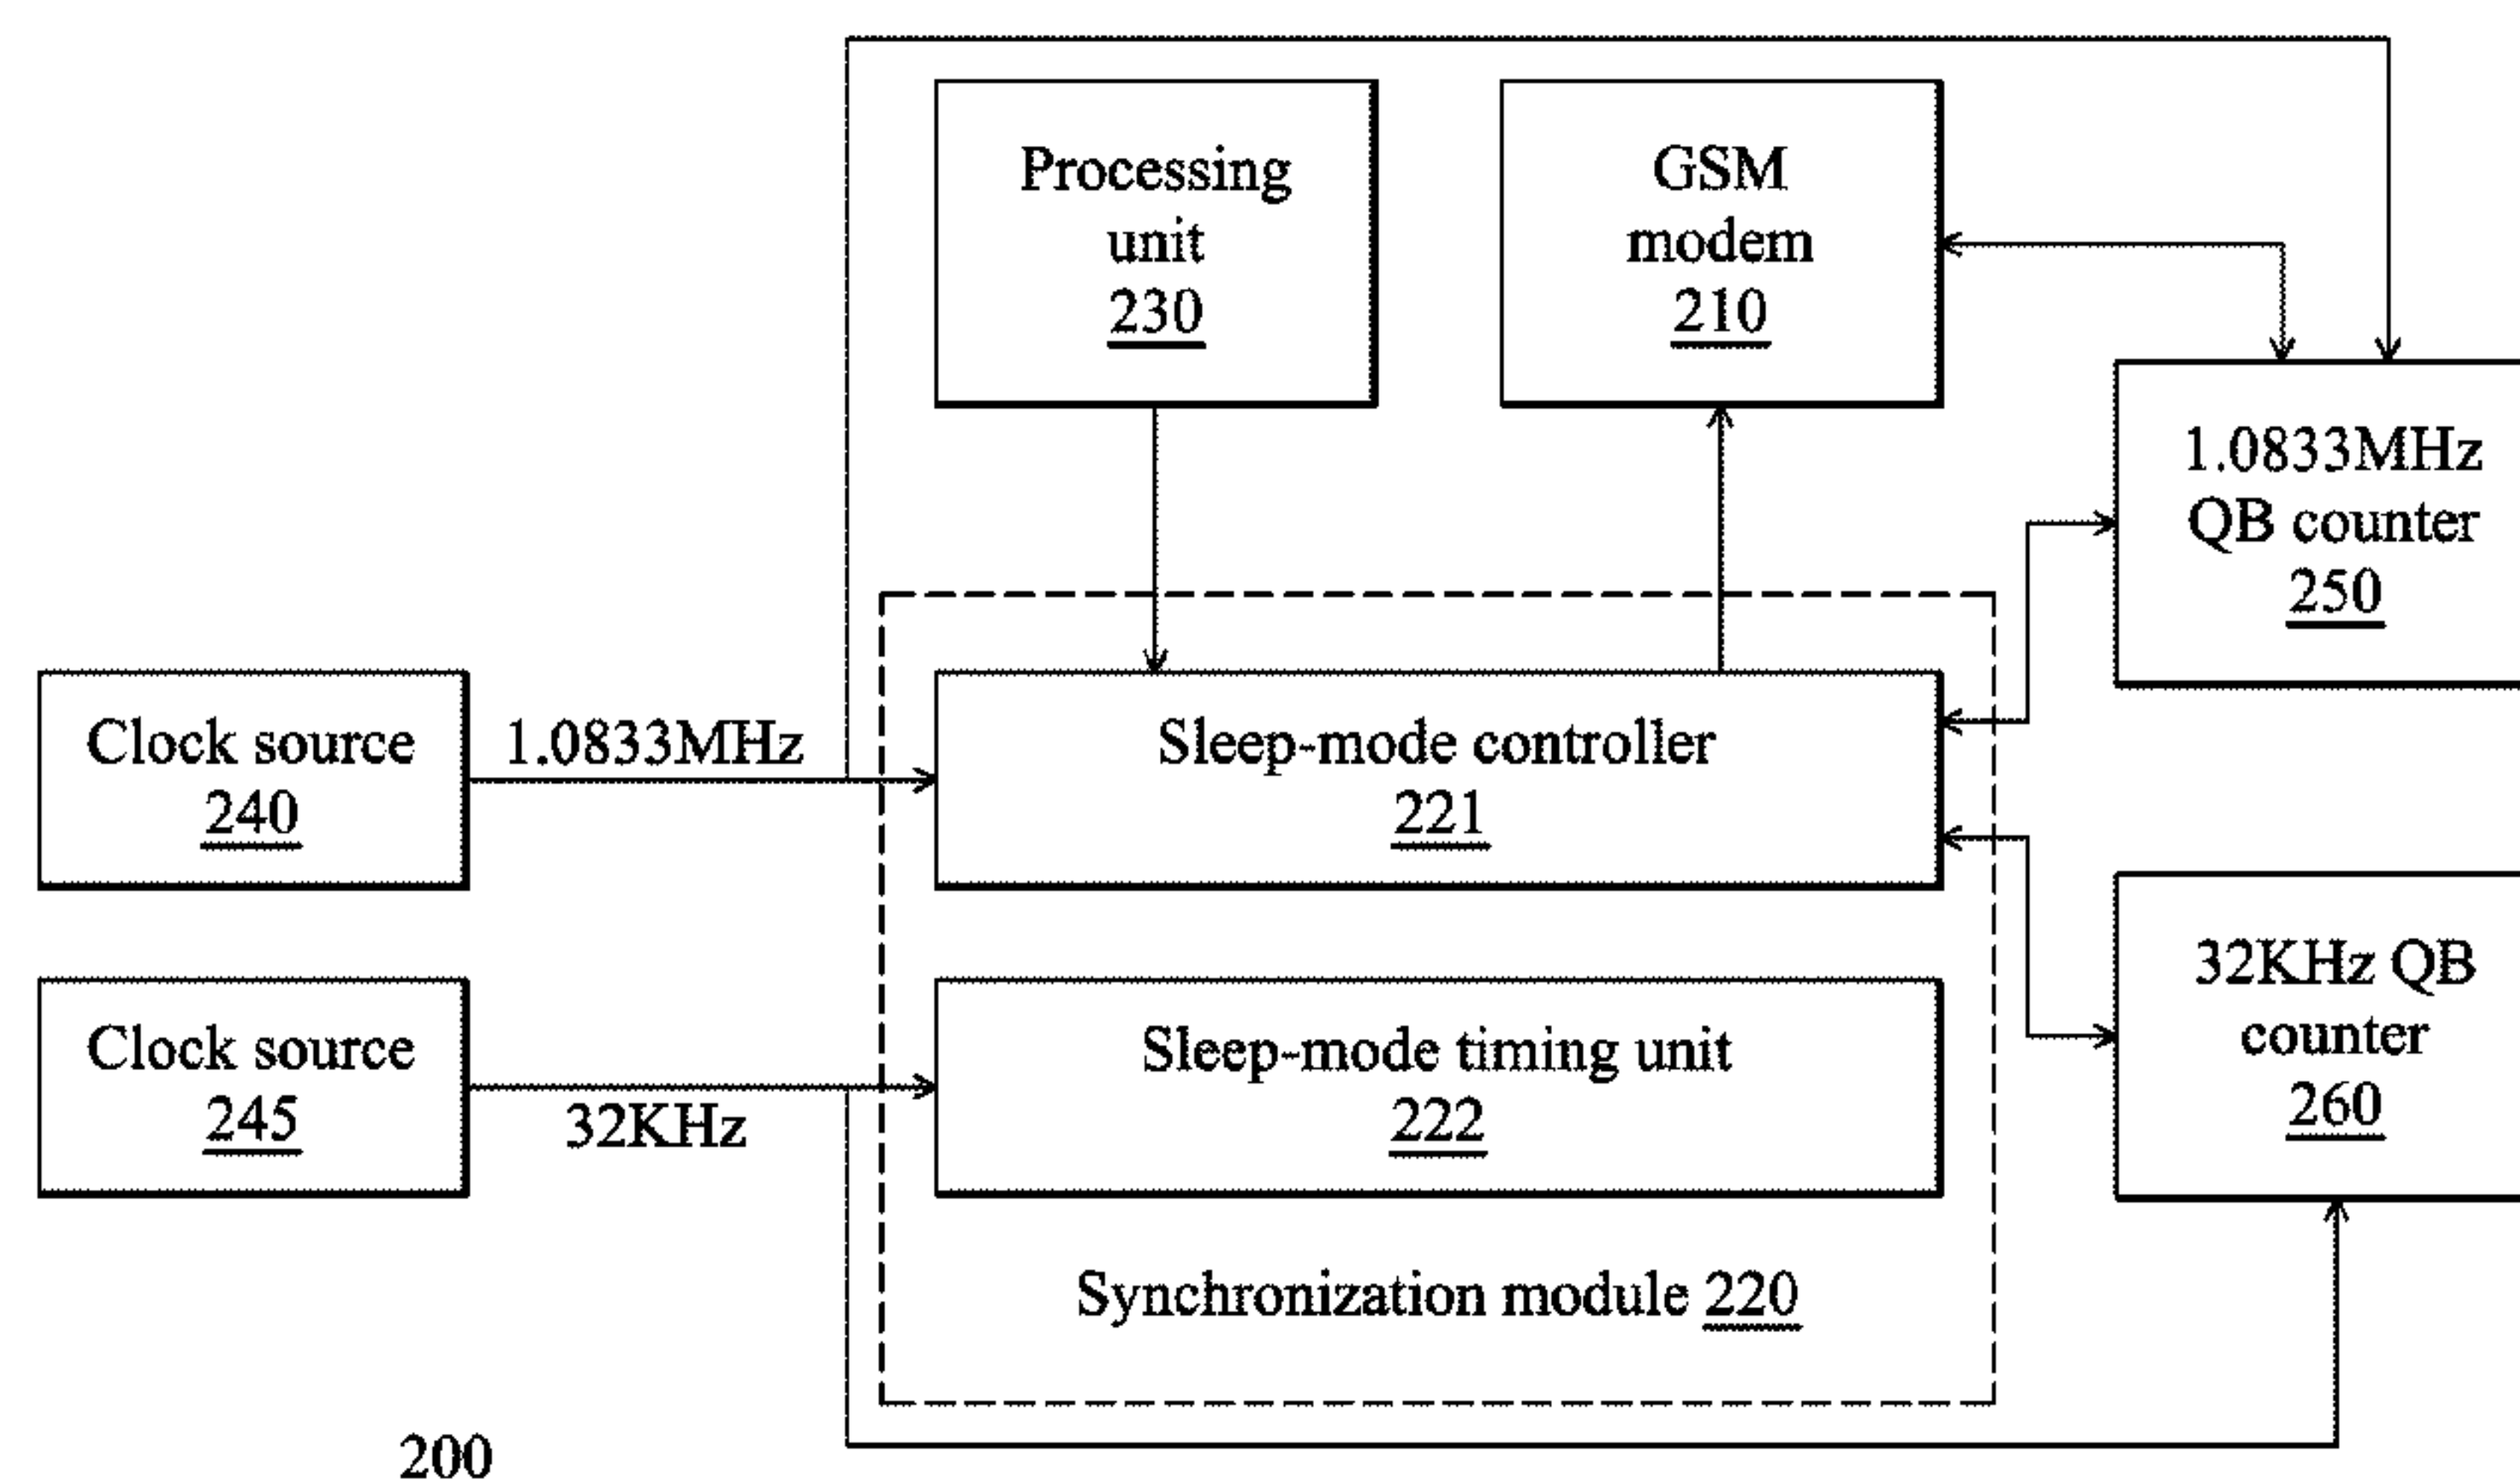 Processing
unit
230
GSM
modem
210
1.0833MHz
QB counter
250
Clock source
240
1.0833MHz
Sleep-mode controller
221
Clock source
245
32KHz
Sleep-mode timing unit
222
32KHz QB
counter
260
Synchronization module 220
200